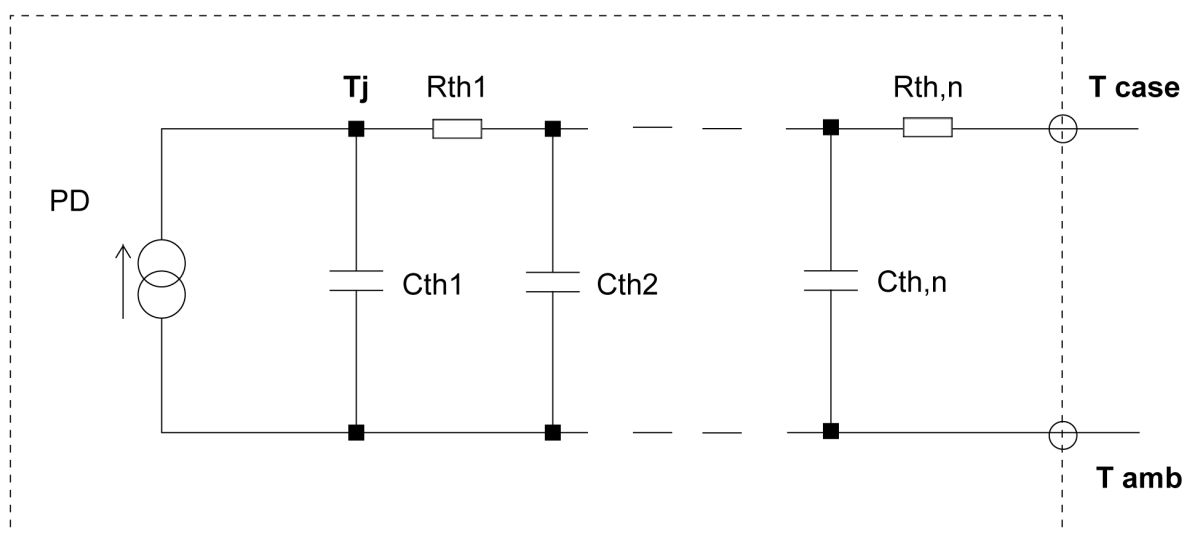 Tj
Rth1
Rth,n
T case
PD
Cth1
Cth2
Cth,n
T amb